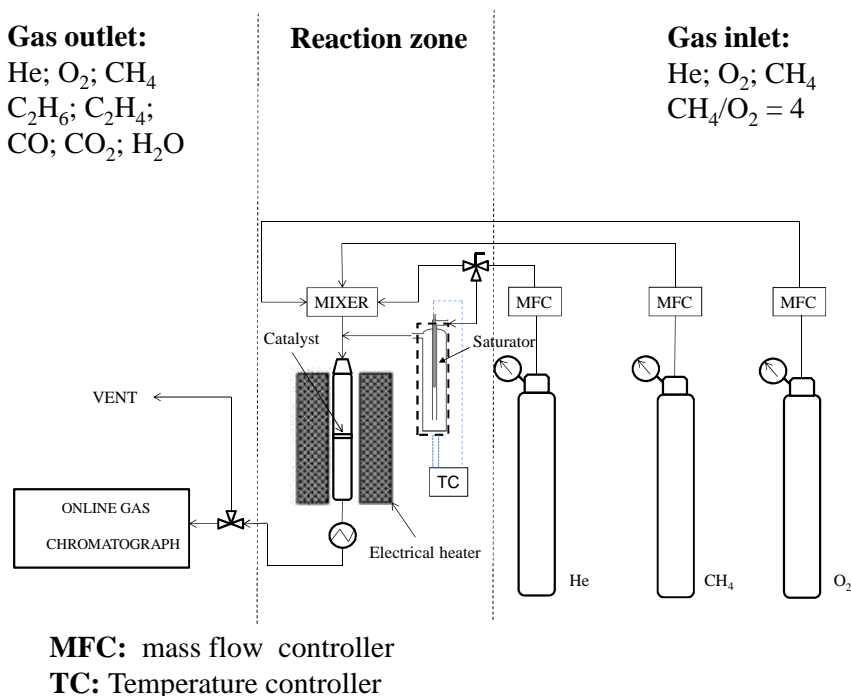 Gas outlet:
He; O₂; CH₄
C₂H₆; C₂H₄;
CO; CO₂; H₂O
Reaction zone
Gas inlet:
He; O₂; CH₄
CH₄/O₂ = 4
MIXER
MFC
MFC
MFC
Catalyst
Saturator
VENT
TC
ONLINE GAS
CHROMATOGRAPH
Electrical heater
He
CH₄
O₂
MFC: mass flow controller
TC: Temperature controller